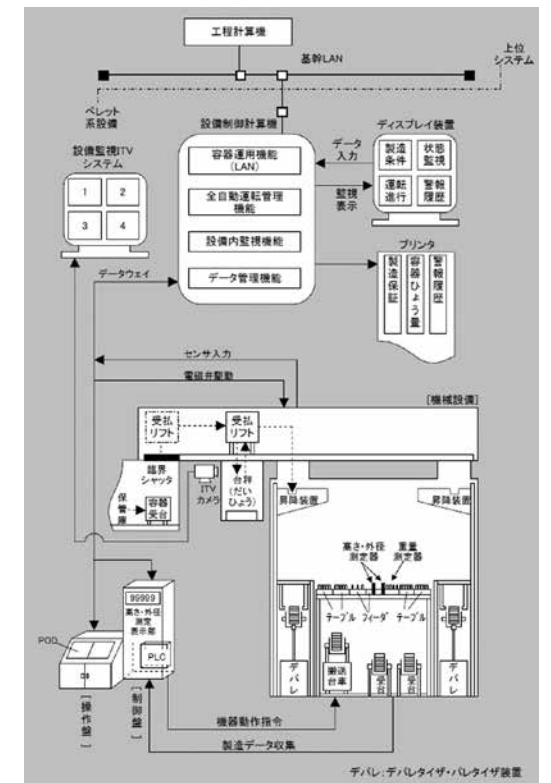 工程計算機
基幹LAN
上位
システム
ペレット
系設備
設備制御計算機
ディスプレイ装置
設備監視ITV
システム
1
2
3
4
容器運用機能
(LAN)
全自動運転管理
機能
設備内監視機能
データ管理機能
データ
入力
監視
表示
製造
条件
状態
監視
運転
進行
警報
履歴
プリンタ
製造保証
容器ひょう量
警報履歴
データウェイ
センサ入力
電磁弁駆動
[機械設備]
受払
リフト
受払
リフト
臨界
シャッタ
保管庫
容器
受台
ITV
カメラ
台秤
(だい
ひょう)
昇降装置
昇降装置
高さ・外径
測定器
重量
測定器
テーブル
フィーダ
テーブル
デパレ
搬送
台車
受台
受台
デパレ
99999
高さ・外径
測定
表示部
PLC
POD
[操作盤]
[制御盤]
機器動作指令
製造データ収集
デパレ:デパレタイザ・パレタイザ装置